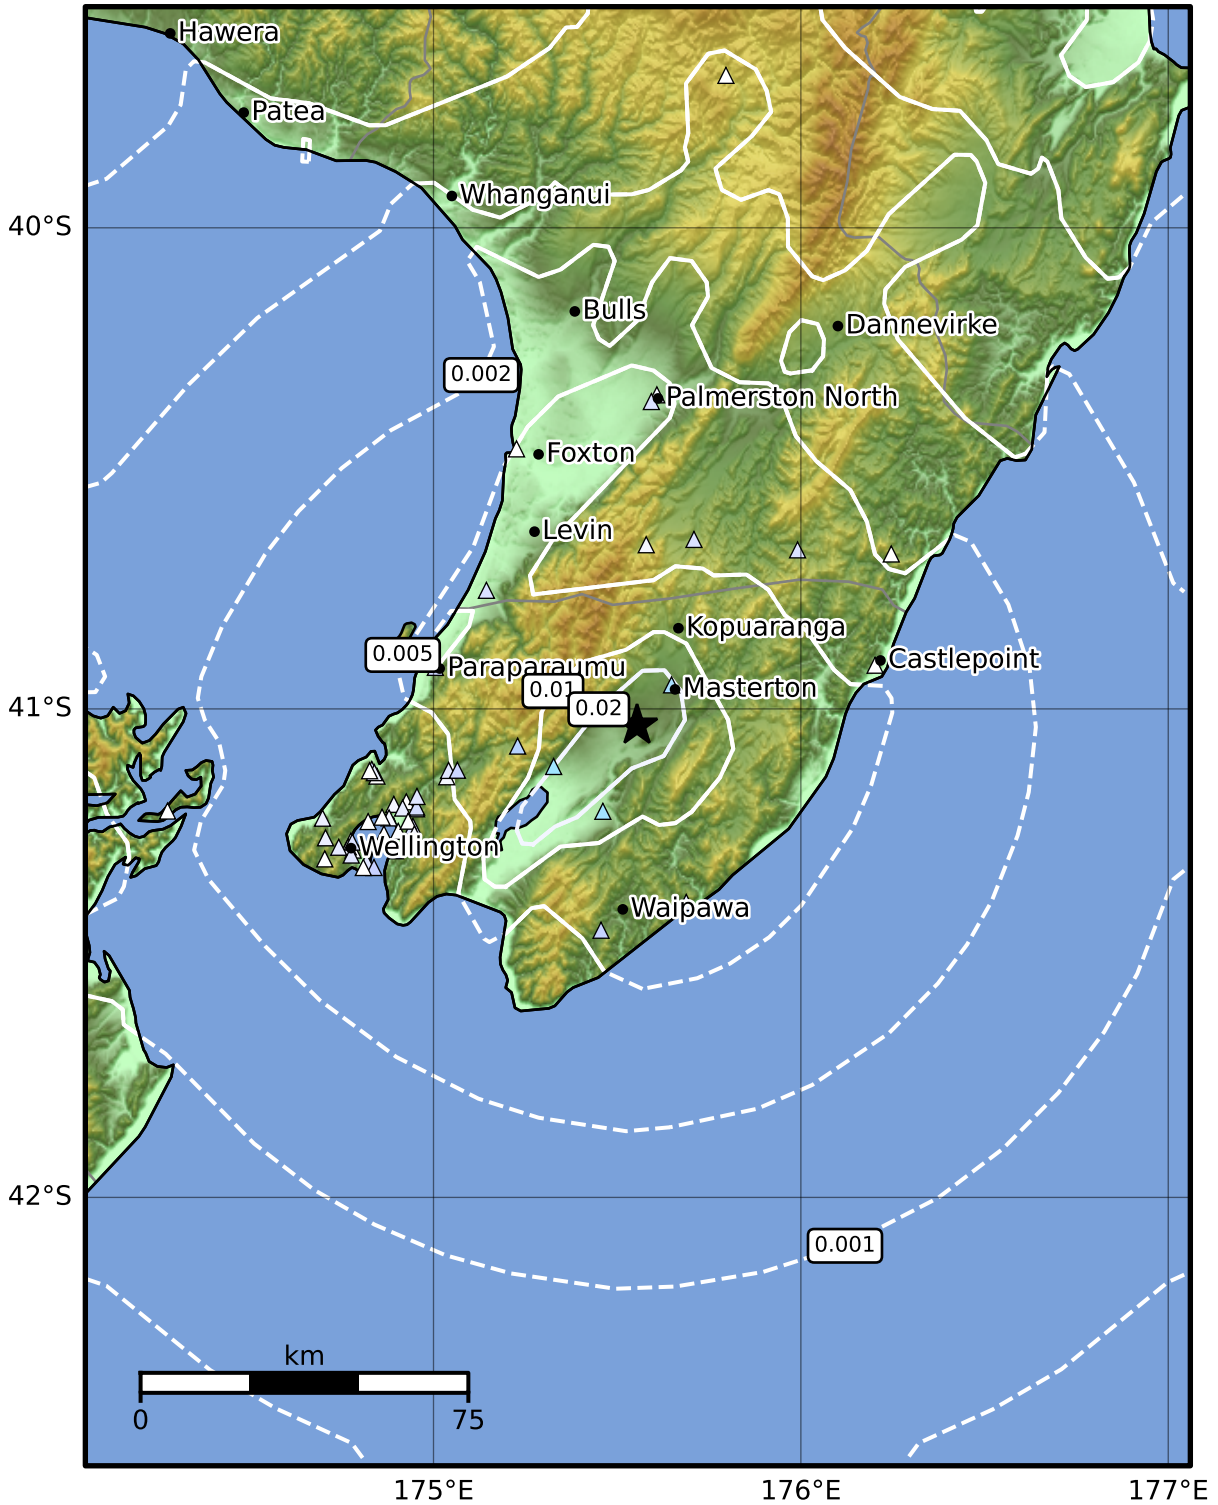 Hawera
Patea
Whanganui
40°S
Bulls
Dannevirke
0.002
Palmerston North
Foxton
Levin
Kopuaranga
0.005
Paraparaumu
Castlepoint
0.01
Masterton
0.02
41°S
Wellington
Waipawa
42°S
0.001
km
0 75
175°E 176°E 177°E